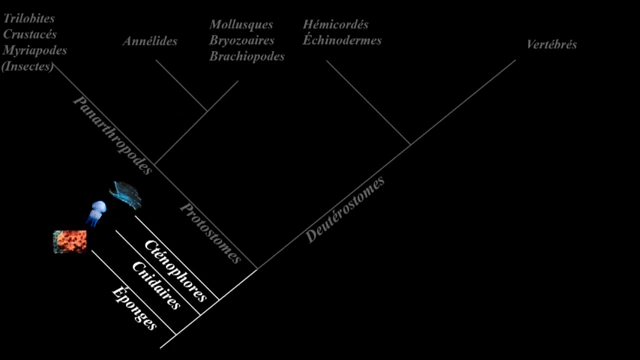 Trilobites
Crustacés
Myriapodes
(Insectes)
Annélides
Mollusques
Bryozoaires
Brachiopodes
Hémicordés
Échinodermes
Vertébrés
Panarthropodes
Protostomes
Deutérostomes
Cténophores
Cnidaires
Éponges